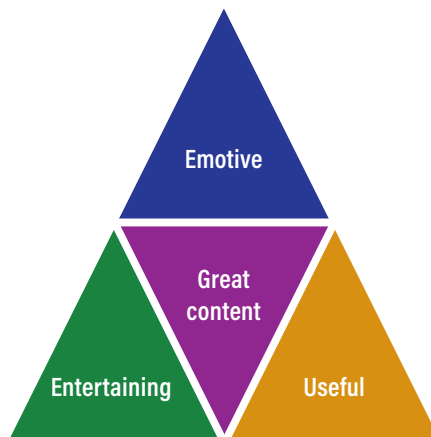 Emotive
Great
content
Entertaining
Useful